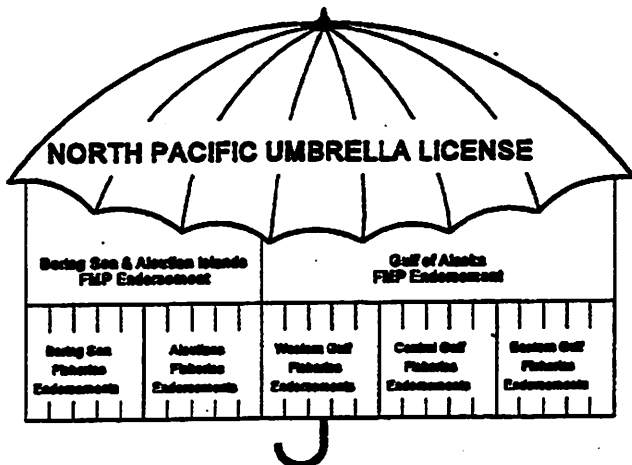 NORTH PACIFIC UMBRELLA LICENSE
Bering Sea & Aleutian Islands
FMP Endorsement
Gulf of Alaska
FMP Endorsement
Bering Sea
Fisheries
Endorsements
Aleutians
Fisheries
Endorsements
Western Gulf
Fisheries
Endorsements
Central Gulf
Fisheries
Endorsements
Eastern Gulf
Fisheries
Endorsements